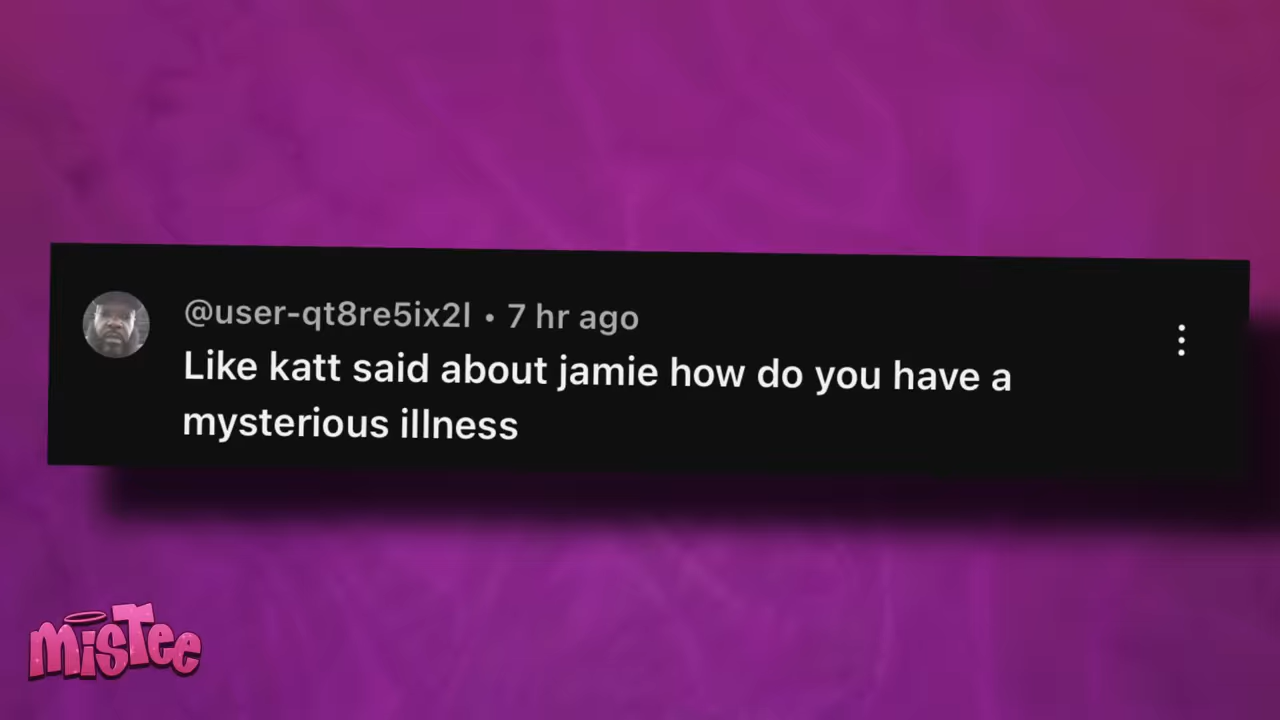 @user-qt8re5ix2l • 7 hr ago
Like katt said about jamie how do you have a
mysterious illness
MisTee